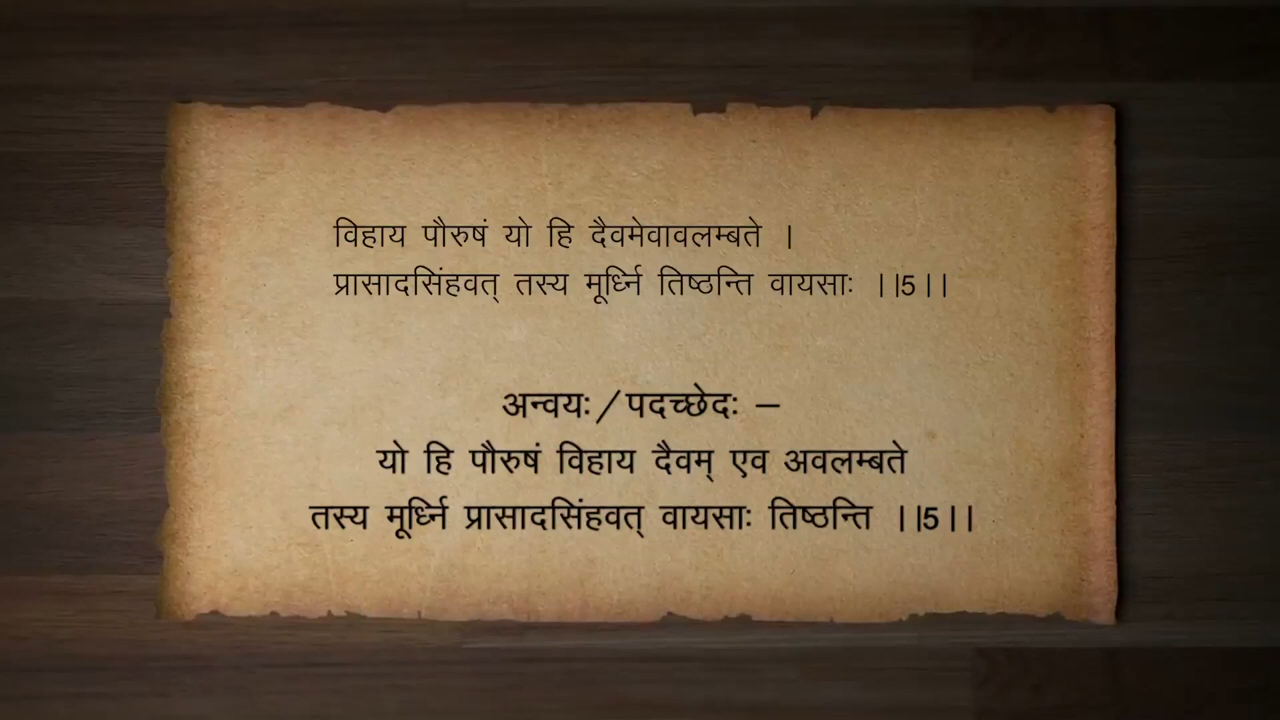 विहाय पौरुषं यो हि दैवमेवावलम्बते ।
प्रासादसिंहवत् तस्य मूर्ध्नि तिष्ठन्ति वायसाः ।।5।।
अन्वयः/पदच्छेदः –
यो हि पौरुषं विहाय दैवम् एव अवलम्बते
तस्य मूर्ध्नि प्रासादसिंहवत् वायसाः तिष्ठन्ति ।।5।।